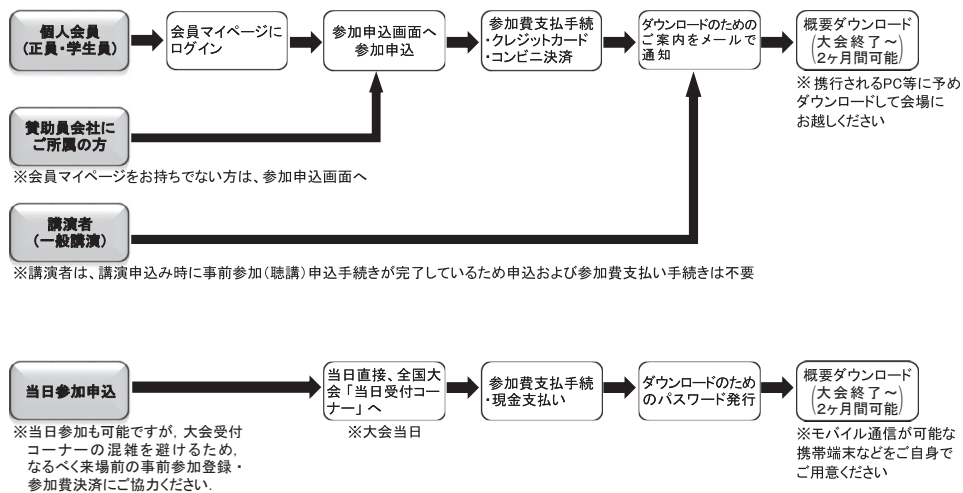 個人会員
(正員・学生員)
会員マイページに
ログイン
参加申込画面へ
参加申込
参加費支払手続
・クレジットカード
・コンビニ決済
ダウンロードのための
ご案内をメールで
通知
概要ダウンロード
(大会終了～
2ヶ月間可能)
※携行されるPC等に予め
ダウンロードして会場に
お越しください
賛助員会社に
ご所属の方
※会員マイページをお持ちでない方は、参加申込画面へ
講演者
(一般講演)
※講演者は、講演申込み時に事前参加(聴講)申込手続きが完了しているため申込および参加費支払い手続きは不要
当日参加申込
※当日参加も可能ですが,大会受付
コーナーの混雑を避けるため,
なるべく来場前の事前参加登録・
参加費決済にご協力ください.
当日直接、全国大
会「当日受付コー
ナー」へ
※大会当日
参加費支払手続
・現金支払い
ダウンロードのため
のパスワード発行
概要ダウンロード
(大会終了～
2ヶ月間可能)
※モバイル通信が可能な
携帯端末などをご自身で
ご用意ください